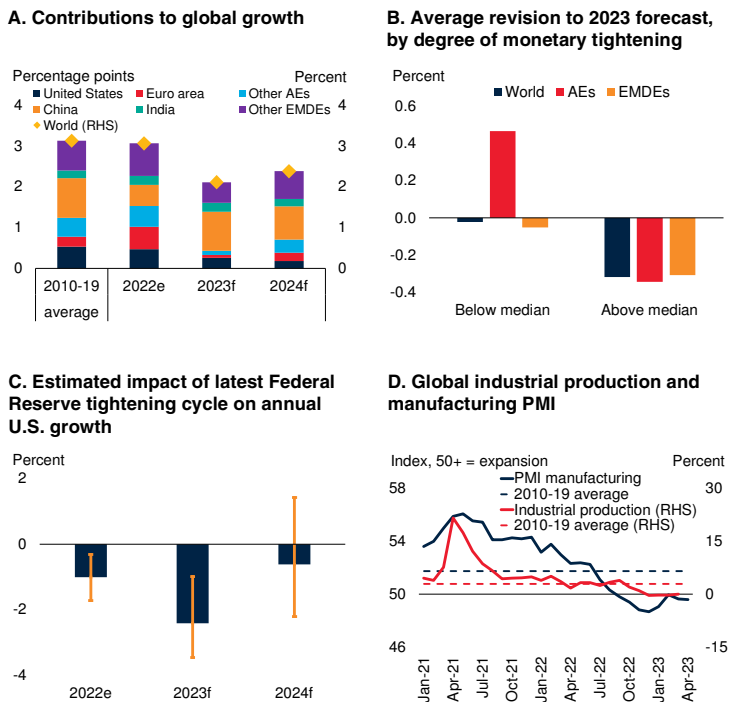 A. Contributions to global growth
Percentage points Percent
United States Euro area Other AEs
China India Other EMDEs
World (RHS)
4 4
3 3
2 2
1 1
0 0
2010-19 2022e 2023f 2024f
average
B. Average revision to 2023 forecast,
by degree of monetary tightening
Percent
World AEs EMDEs
0.6
0.4
0.2
0.0
-0.2
-0.4
Below median Above median
C. Estimated impact of latest Federal
Reserve tightening cycle on annual
U.S. growth
Percent
2
0
-2
-4
2022e 2023f 2024f
D. Global industrial production and
manufacturing PMI
Index, 50+ = expansion Percent
PMI manufacturing
2010-19 average
Industrial production (RHS)
2010-19 average (RHS)
58 30
54 15
50 0
46 -15
Jan-21 Apr-21 Jul-21 Oct-21 Jan-22 Apr-22 Jul-22 Oct-22 Jan-23 Apr-23